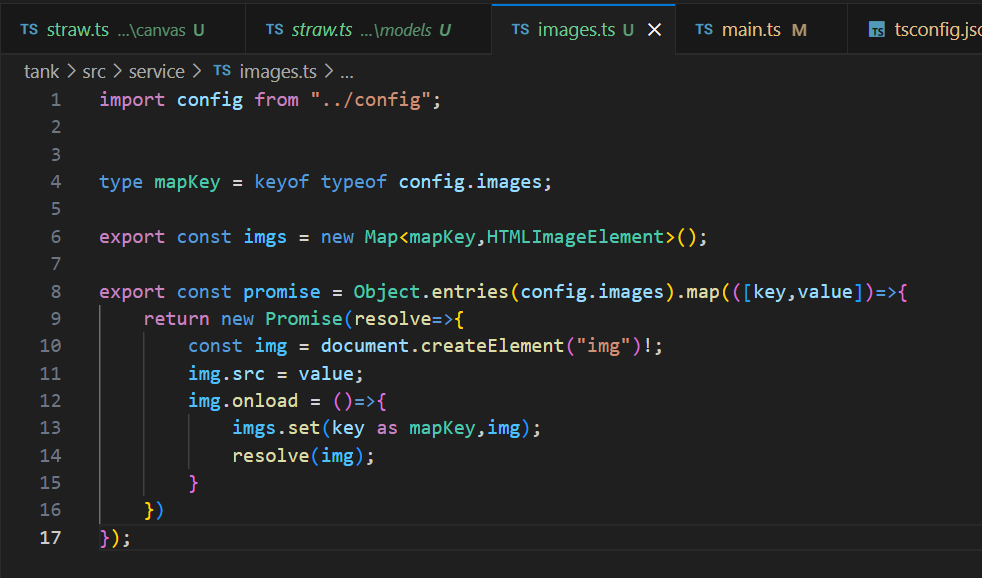 TS straw.ts ...\canvas U TS straw.ts ...\models U TS images.ts U TS main.ts M TS tsconfig.jso
tank > src > service > TS images.ts > ...
1 import config from "../config";
2
3
4 type mapKey = keyof typeof config.images;
5
6 export const imgs = new Map<mapKey,HTMLImageElement>();
7
8 export const promise = Object.entries(config.images).map(([key,value])=>{
9 return new Promise(resolve=>{
10 const img = document.createElement("img")!;
11 img.src = value;
12 img.onload = ()=>{
13 imgs.set(key as mapKey,img);
14 resolve(img);
15 }
16 })
17 });